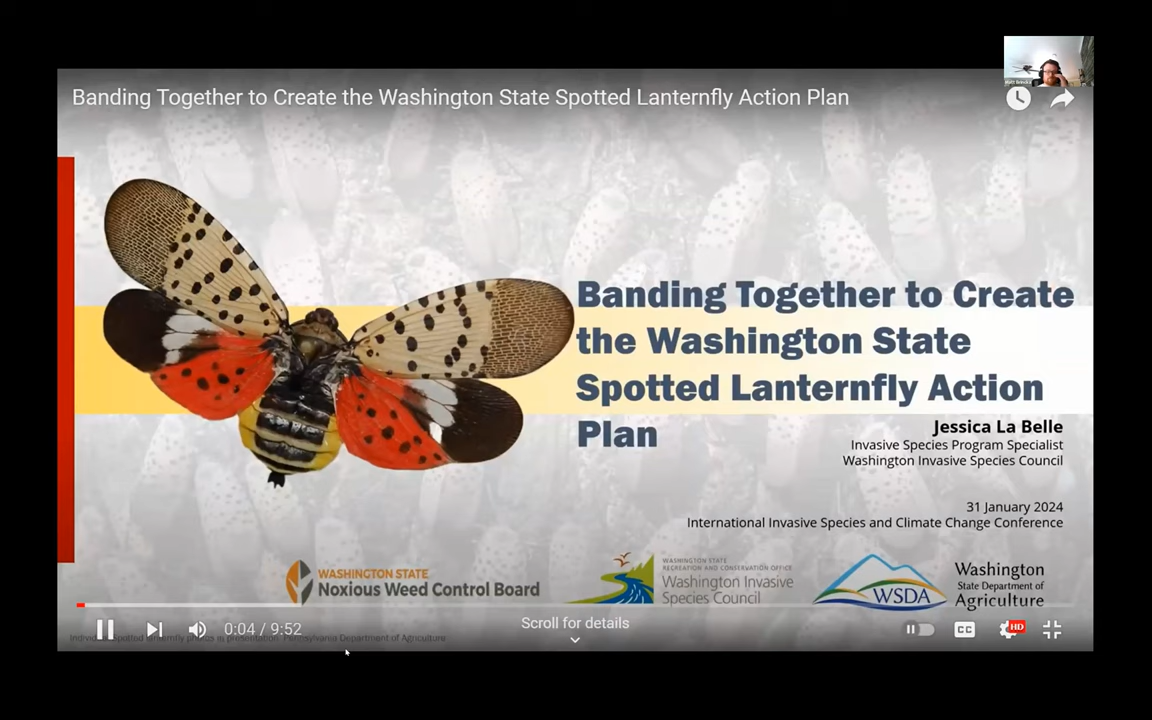 Banding Together to Create the Washington State Spotted Lanternfly Action Plan
Banding Together to Create
the Washington State
Spotted Lanternfly Action
Plan
Jessica La Belle
Invasive Species Program Specialist
Washington Invasive Species Council
31 January 2024
International Invasive Species and Climate Change Conference
WASHINGTON STATE
Noxious Weed Control Board
WASHINGTON STATE
RECREATION AND CONSERVATION OFFICE
Washington Invasive
Species Council
WSDA
Washington
State Department of
Agriculture
0:04 / 9:52
Scroll for details
CC
HD
spotted lanternfly photos in presentation: Pennsylvania Department of Agriculture